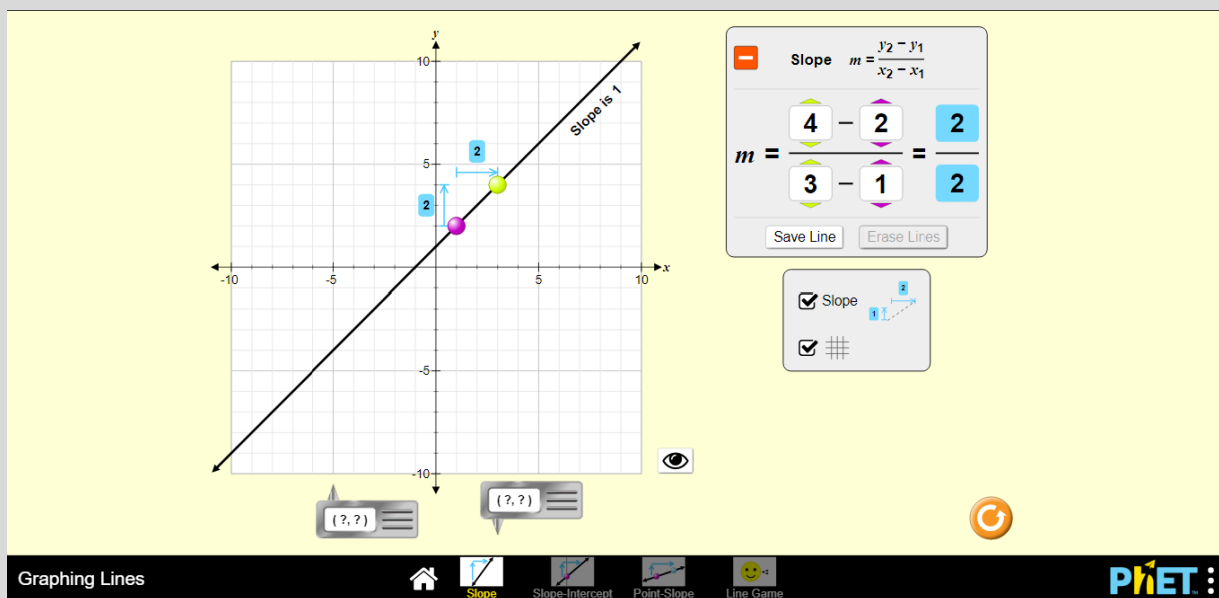 y
10
5
-5
-10
-10
-5
5
10
x
Slope is 1
2
2
Slope m = y2 − y1
x2 − x1
m = 4 − 2 = 2
3 − 1 2
Save Line Erase Lines
Slope 2
1
(?, ?)
(?, ?)
Graphing Lines
Slope Slope-Intercept Point-Slope Line Game
PhET